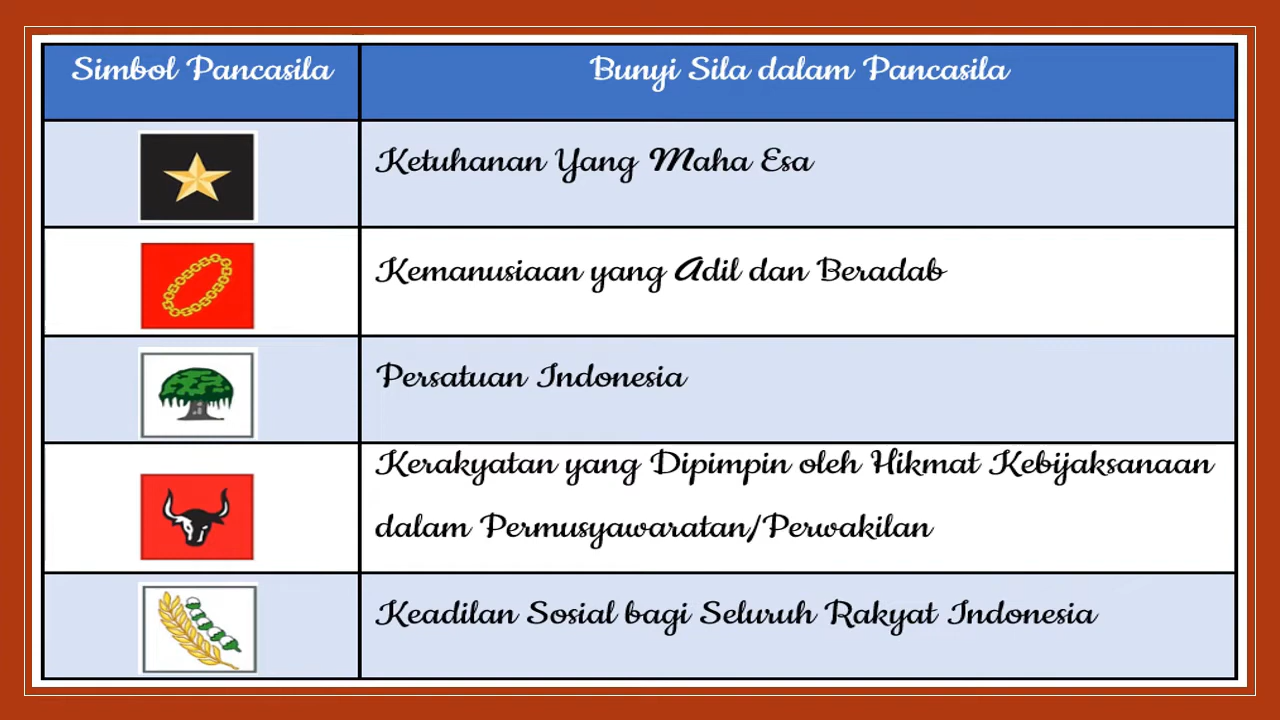 Simbol Pancasila
Bunyi Sila dalam Pancasila
Ketuhanan Yang Maha Esa
Kemanusiaan yang Adil dan Beradab
Persatuan Indonesia
Kerakyatan yang Dipimpin oleh Hikmat Kebijaksanaan
dalam Permusyawaratan/Perwakilan
Keadilan Sosial bagi Seluruh Rakyat Indonesia